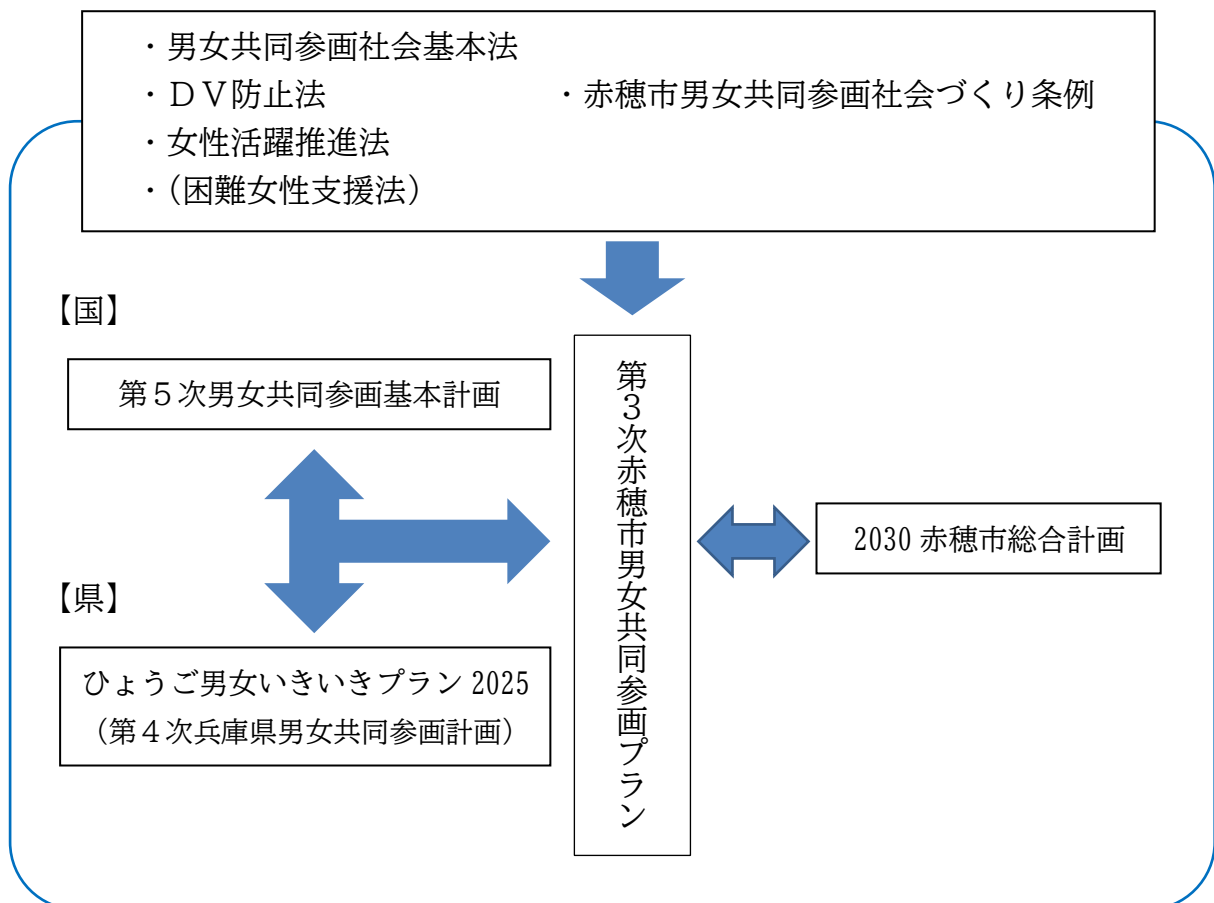 ・男女共同参画社会基本法
・ＤＶ防止法　　　　　　・赤穂市男女共同参画社会づくり条例
・女性活躍推進法
・（困難女性支援法）
【国】
第５次男女共同参画基本計画
【県】
ひょうご男女いきいきプラン 2025
（第４次兵庫県男女共同参画計画）
第３次赤穂市男女共同参画プラン
2030 赤穂市総合計画